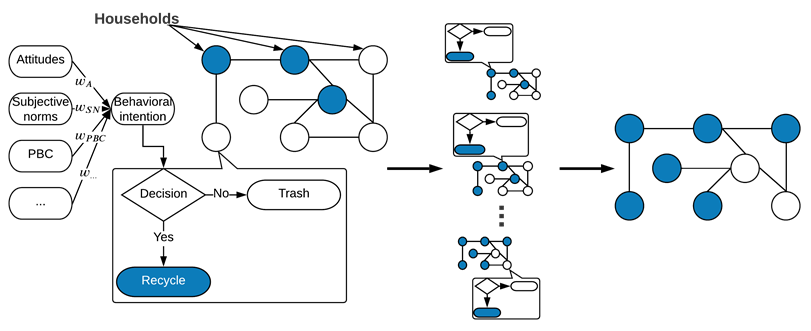 Households
Attitudes
Subjective
norms
PBC
...
w_A
w_SN
w_PBC
w_...
Behavioral
intention
Decision
No
Trash
Yes
Recycle